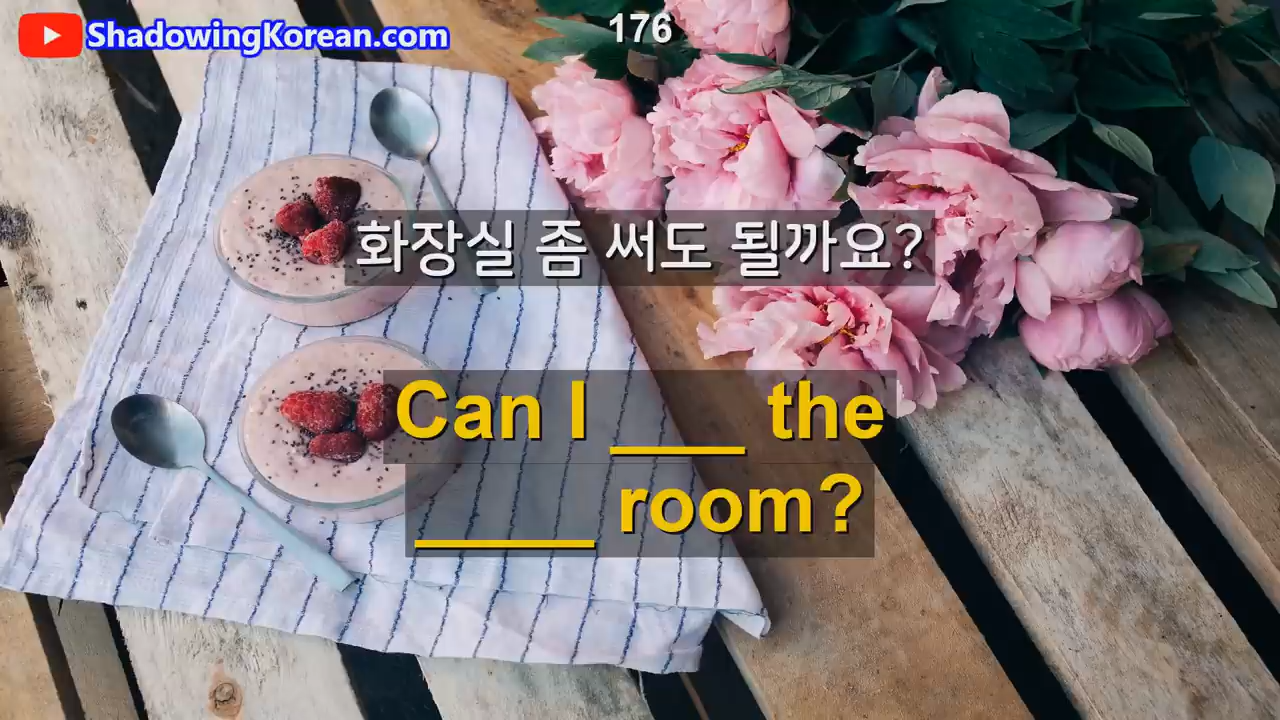 ShadowingKorean.com
176
화장실 좀 써도 될까요?
Can I ___ the
____ room?